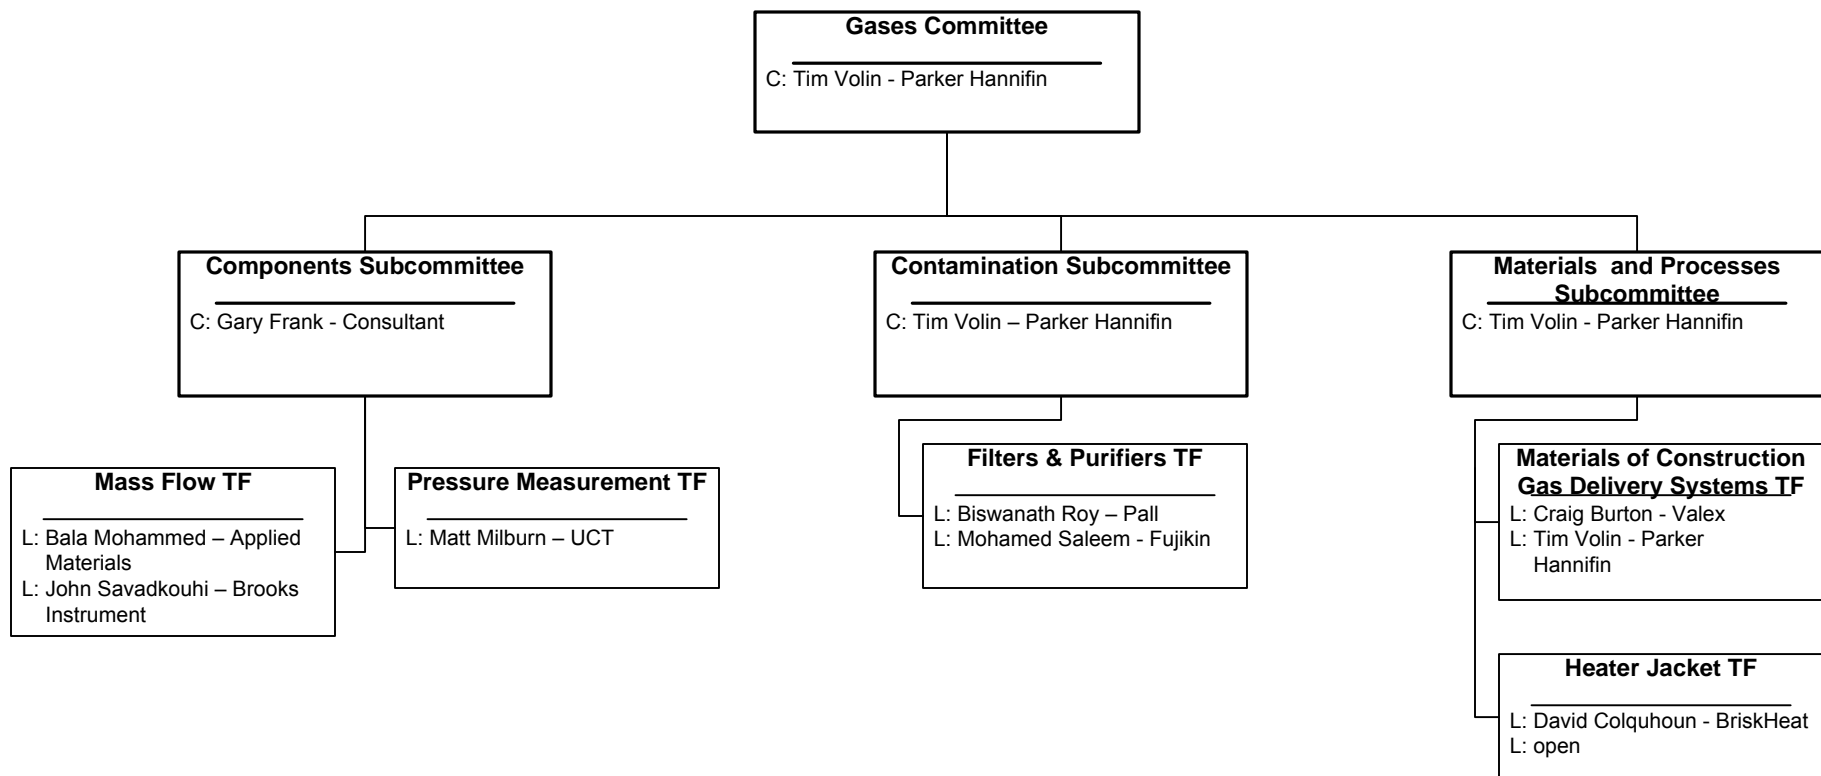 Gases Committee
C: Tim Volin - Parker Hannifin
Components Subcommittee
C: Gary Frank - Consultant
Contamination Subcommittee
C: Tim Volin – Parker Hannifin
Materials and Processes
Subcommittee
C: Tim Volin - Parker Hannifin
Mass Flow TF
L: Bala Mohammed – Applied
Materials
L: John Savadkouhi – Brooks
Instrument
Pressure Measurement TF
L: Matt Milburn – UCT
Filters & Purifiers TF
L: Biswanath Roy – Pall
L: Mohamed Saleem - Fujikin
Materials of Construction
Gas Delivery Systems TF
L: Craig Burton - Valex
L: Tim Volin - Parker
Hannifin
Heater Jacket TF
L: David Colquhoun - BriskHeat
L: open